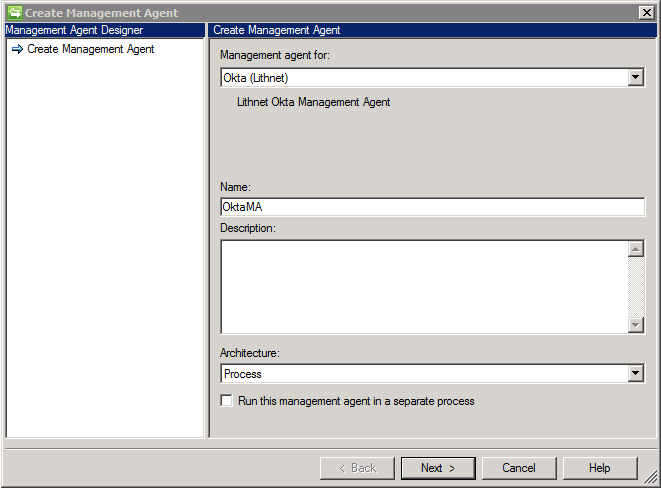 Create Management Agent
Management Agent Designer
Create Management Agent
Create Management Agent
Management agent for:
Okta (Lithnet)
Lithnet Okta Management Agent
Name:
OktaMA
Description:
Architecture:
Process
Run this management agent in a separate process
< Back
Next >
Cancel
Help